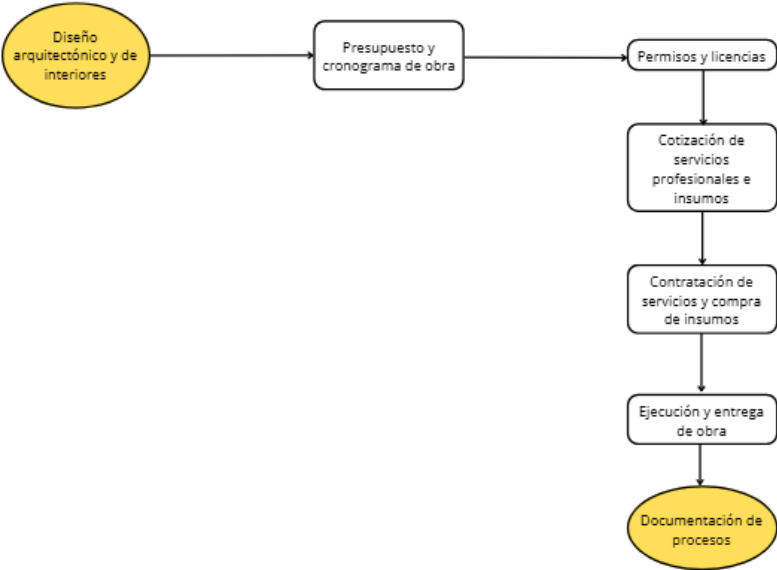 Diseño
arquitectónico y de
interiores
Presupuesto y
cronograma de obra
Permisos y licencias
Cotización de
servicios
profesionales e
insumos
Contratación de
servicios y compra
de insumos
Ejecución y entrega
de obra
Documentación de
procesos